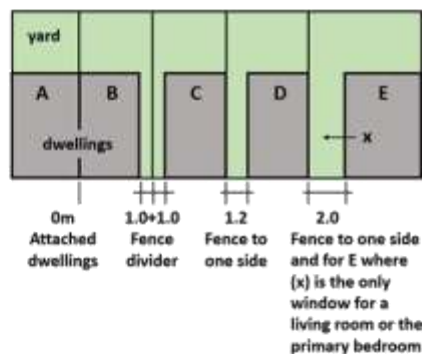 yard
A B C D E
x
dwellings
0m 1.0+1.0 1.2 2.0
Attached dwellings
Fence divider
Fence to one side
Fence to one side
and for E where
(x) is the only
window for a
living room or the
primary bedroom